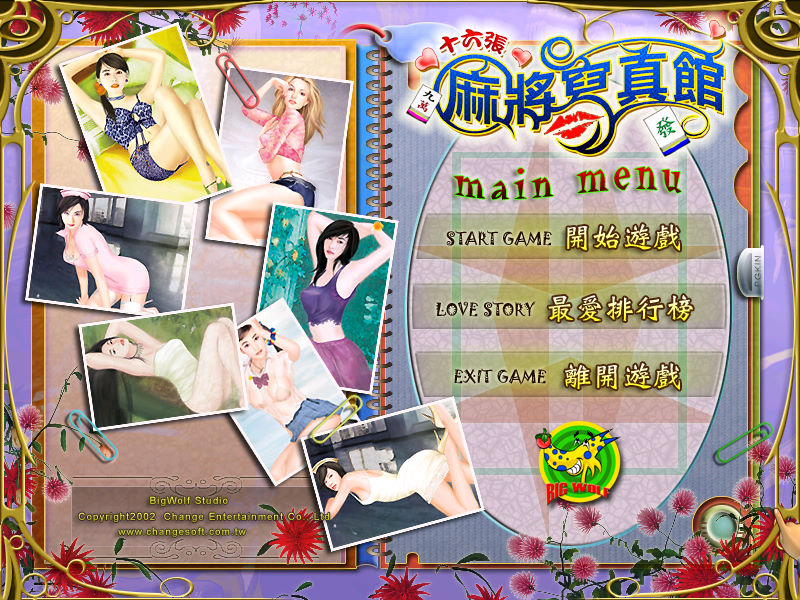 十六張
麻將寫真館
九萬
發
main menu
START GAME 開始遊戲
LOVE STORY 最愛排行榜
EXIT GAME 離開遊戲
BIG WOLF
BigWolf Studio
Copyright2002 Change Entertainment Co., Ltd
www.changesoft.com.tw